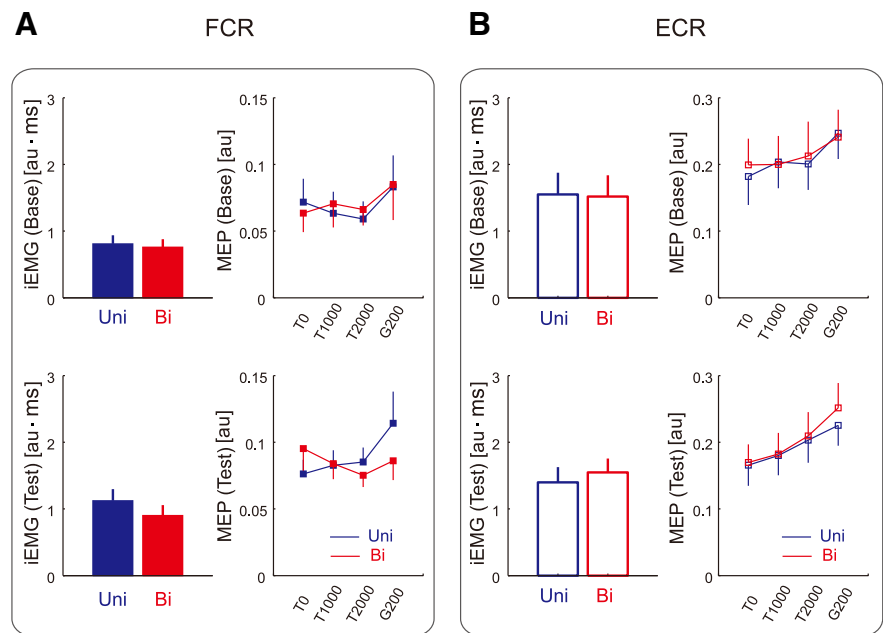 A
FCR
B
ECR
iEMG (Base) [au·ms]
3
2
1
0
Uni
Bi
MEP (Base) [au]
0.15
0.1
0.05
0
T0
T1000
T2000
G200
iEMG (Base) [au·ms]
3
2
1
0
Uni
Bi
MEP (Base) [au]
0.3
0.2
0.1
0
T0
T1000
T2000
G200
iEMG (Test) [au·ms]
3
2
1
0
Uni
Bi
MEP (Test) [au]
0.15
0.1
0.05
0
Uni
Bi
T0
T1000
T2000
G200
iEMG (Test) [au·ms]
3
2
1
0
Uni
Bi
MEP (Test) [au]
0.3
0.2
0.1
0
Uni
Bi
T0
T1000
T2000
G200